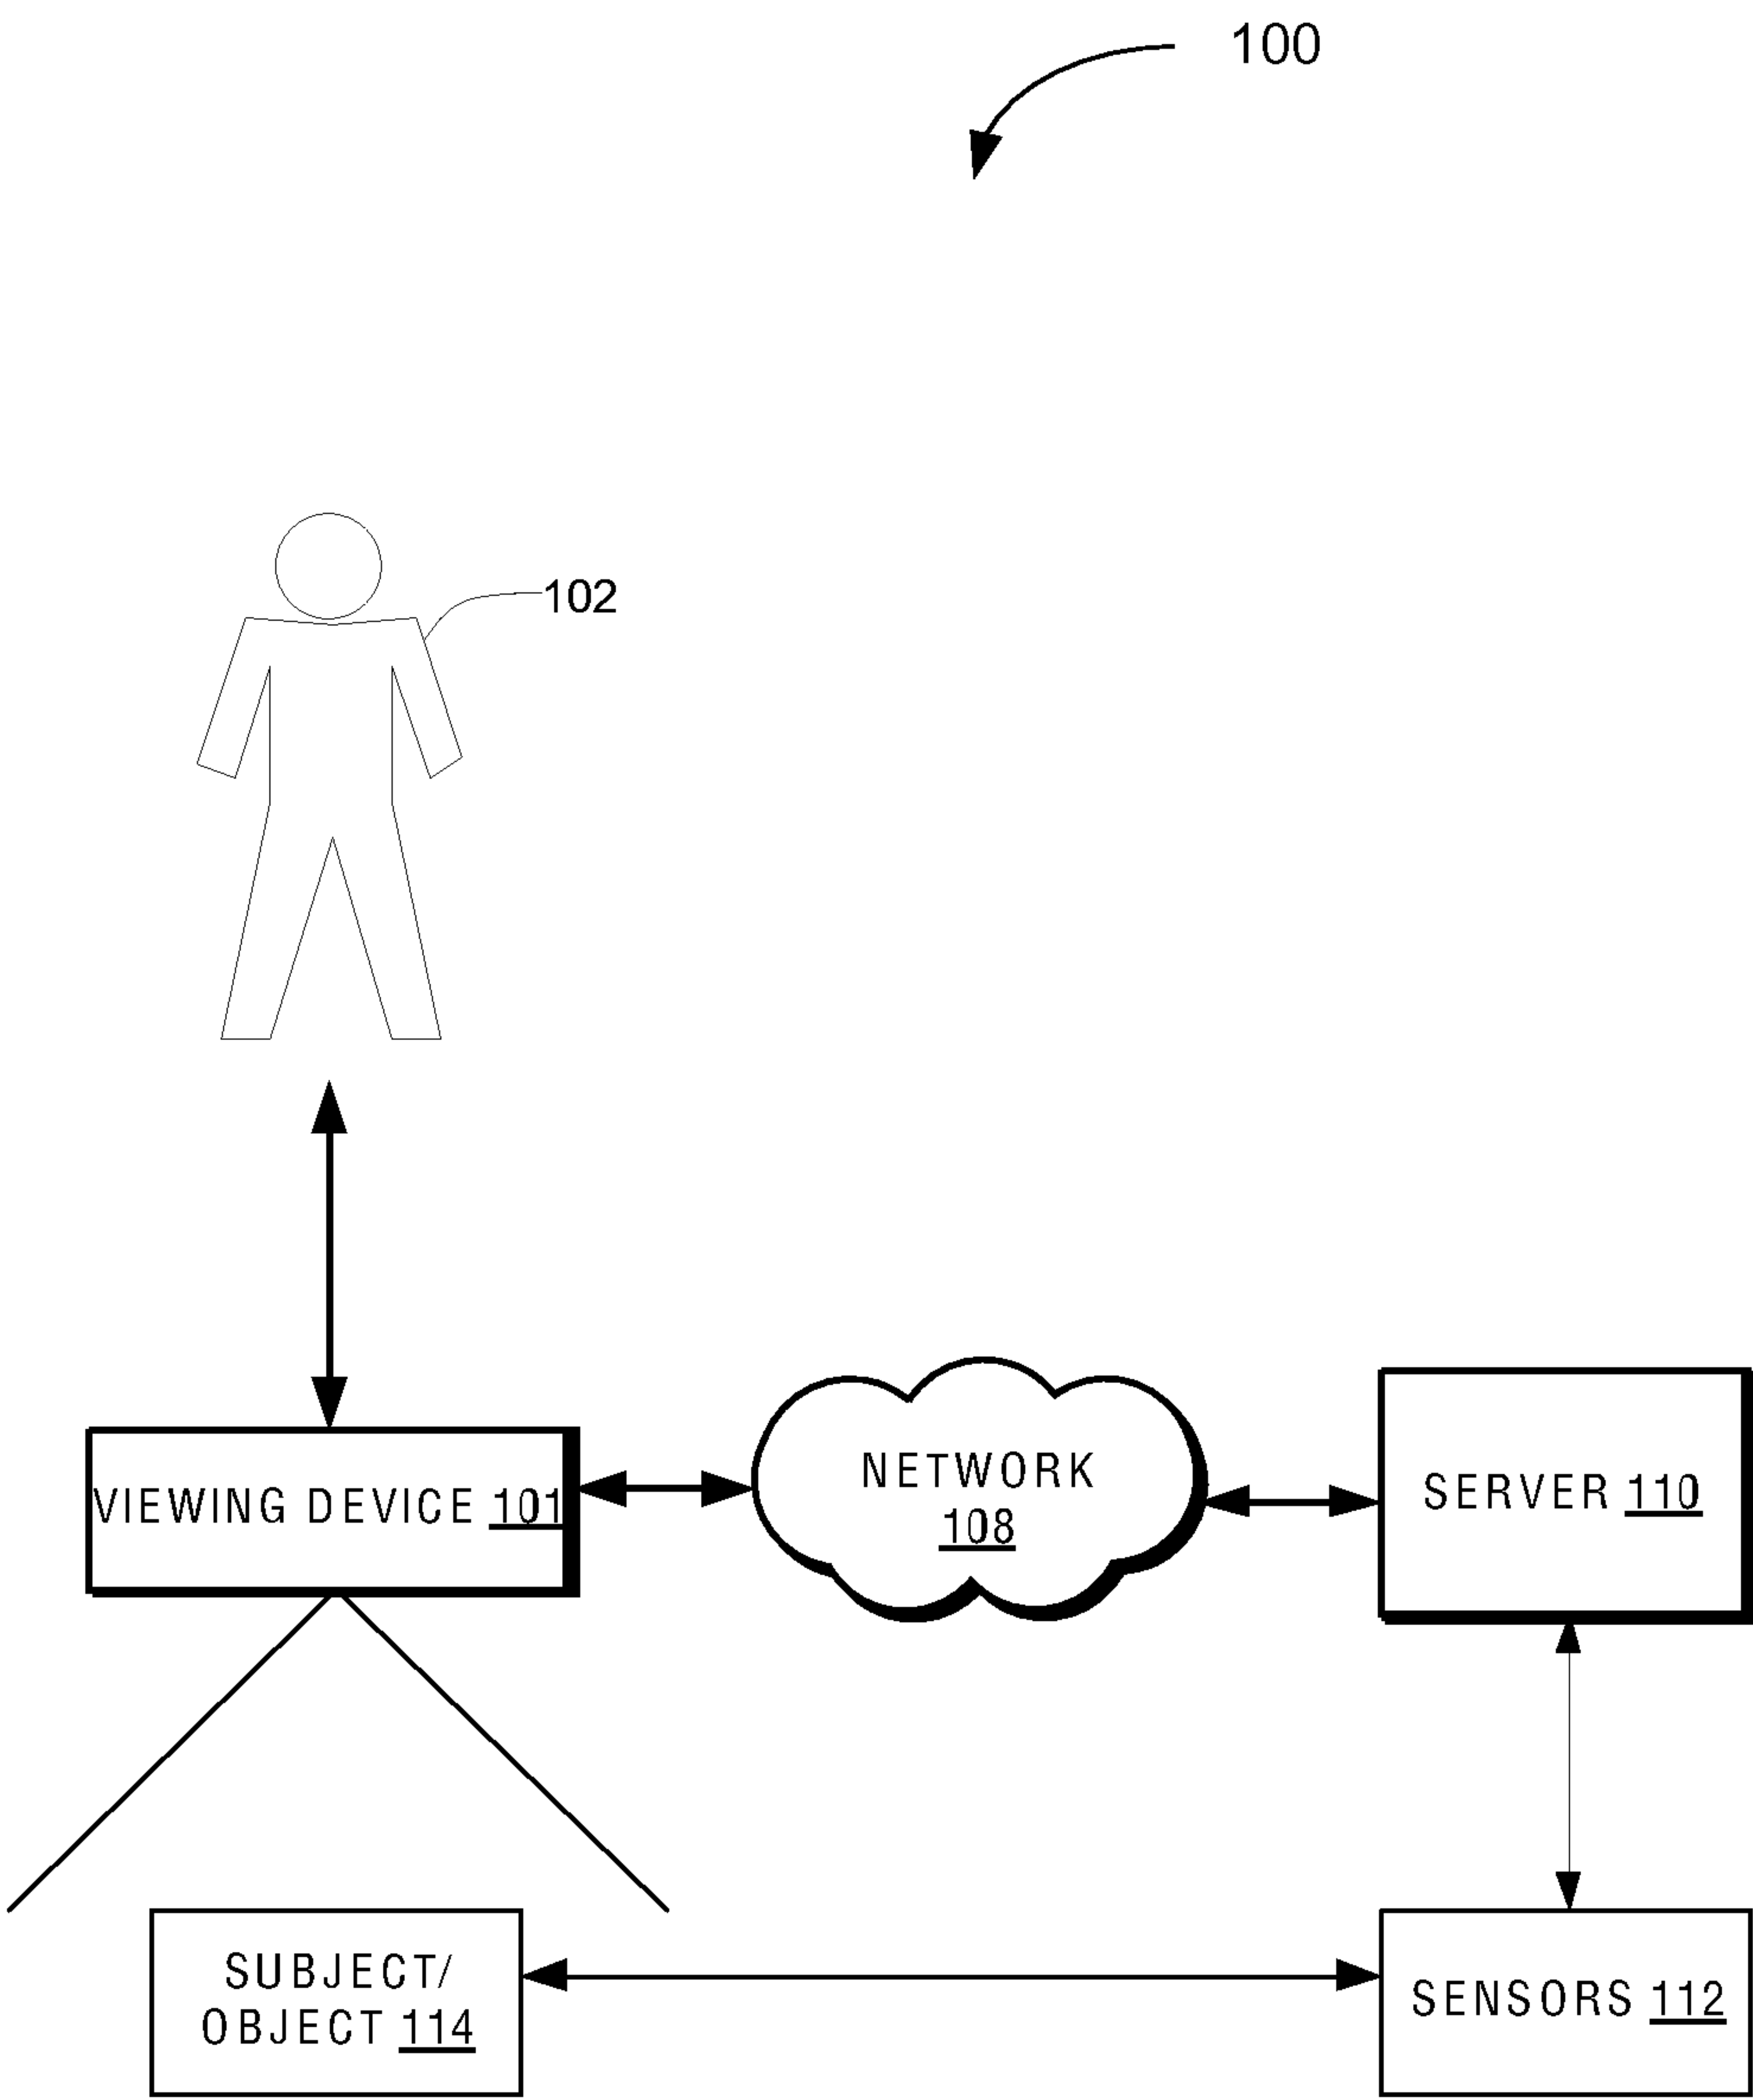 100
102
VIEWING DEVICE 101
NETWORK
108
SERVER 110
SUBJECT/
OBJECT 114
SENSORS 112